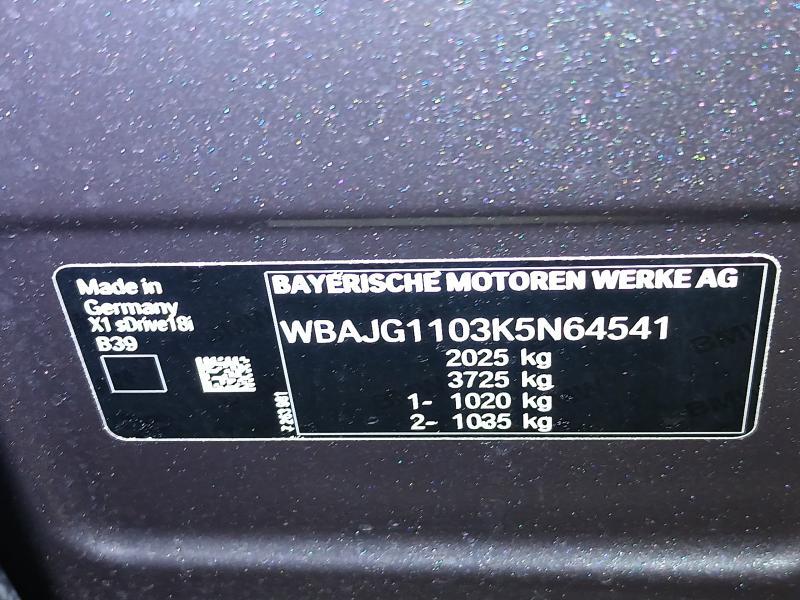 Made in
Germany
X1 sDrive18i
B39
BAYERISCHE MOTOREN WERKE AG
WBAJG1103K5N64541
2025 kg
3725 kg
1- 1020 kg
2- 1035 kg